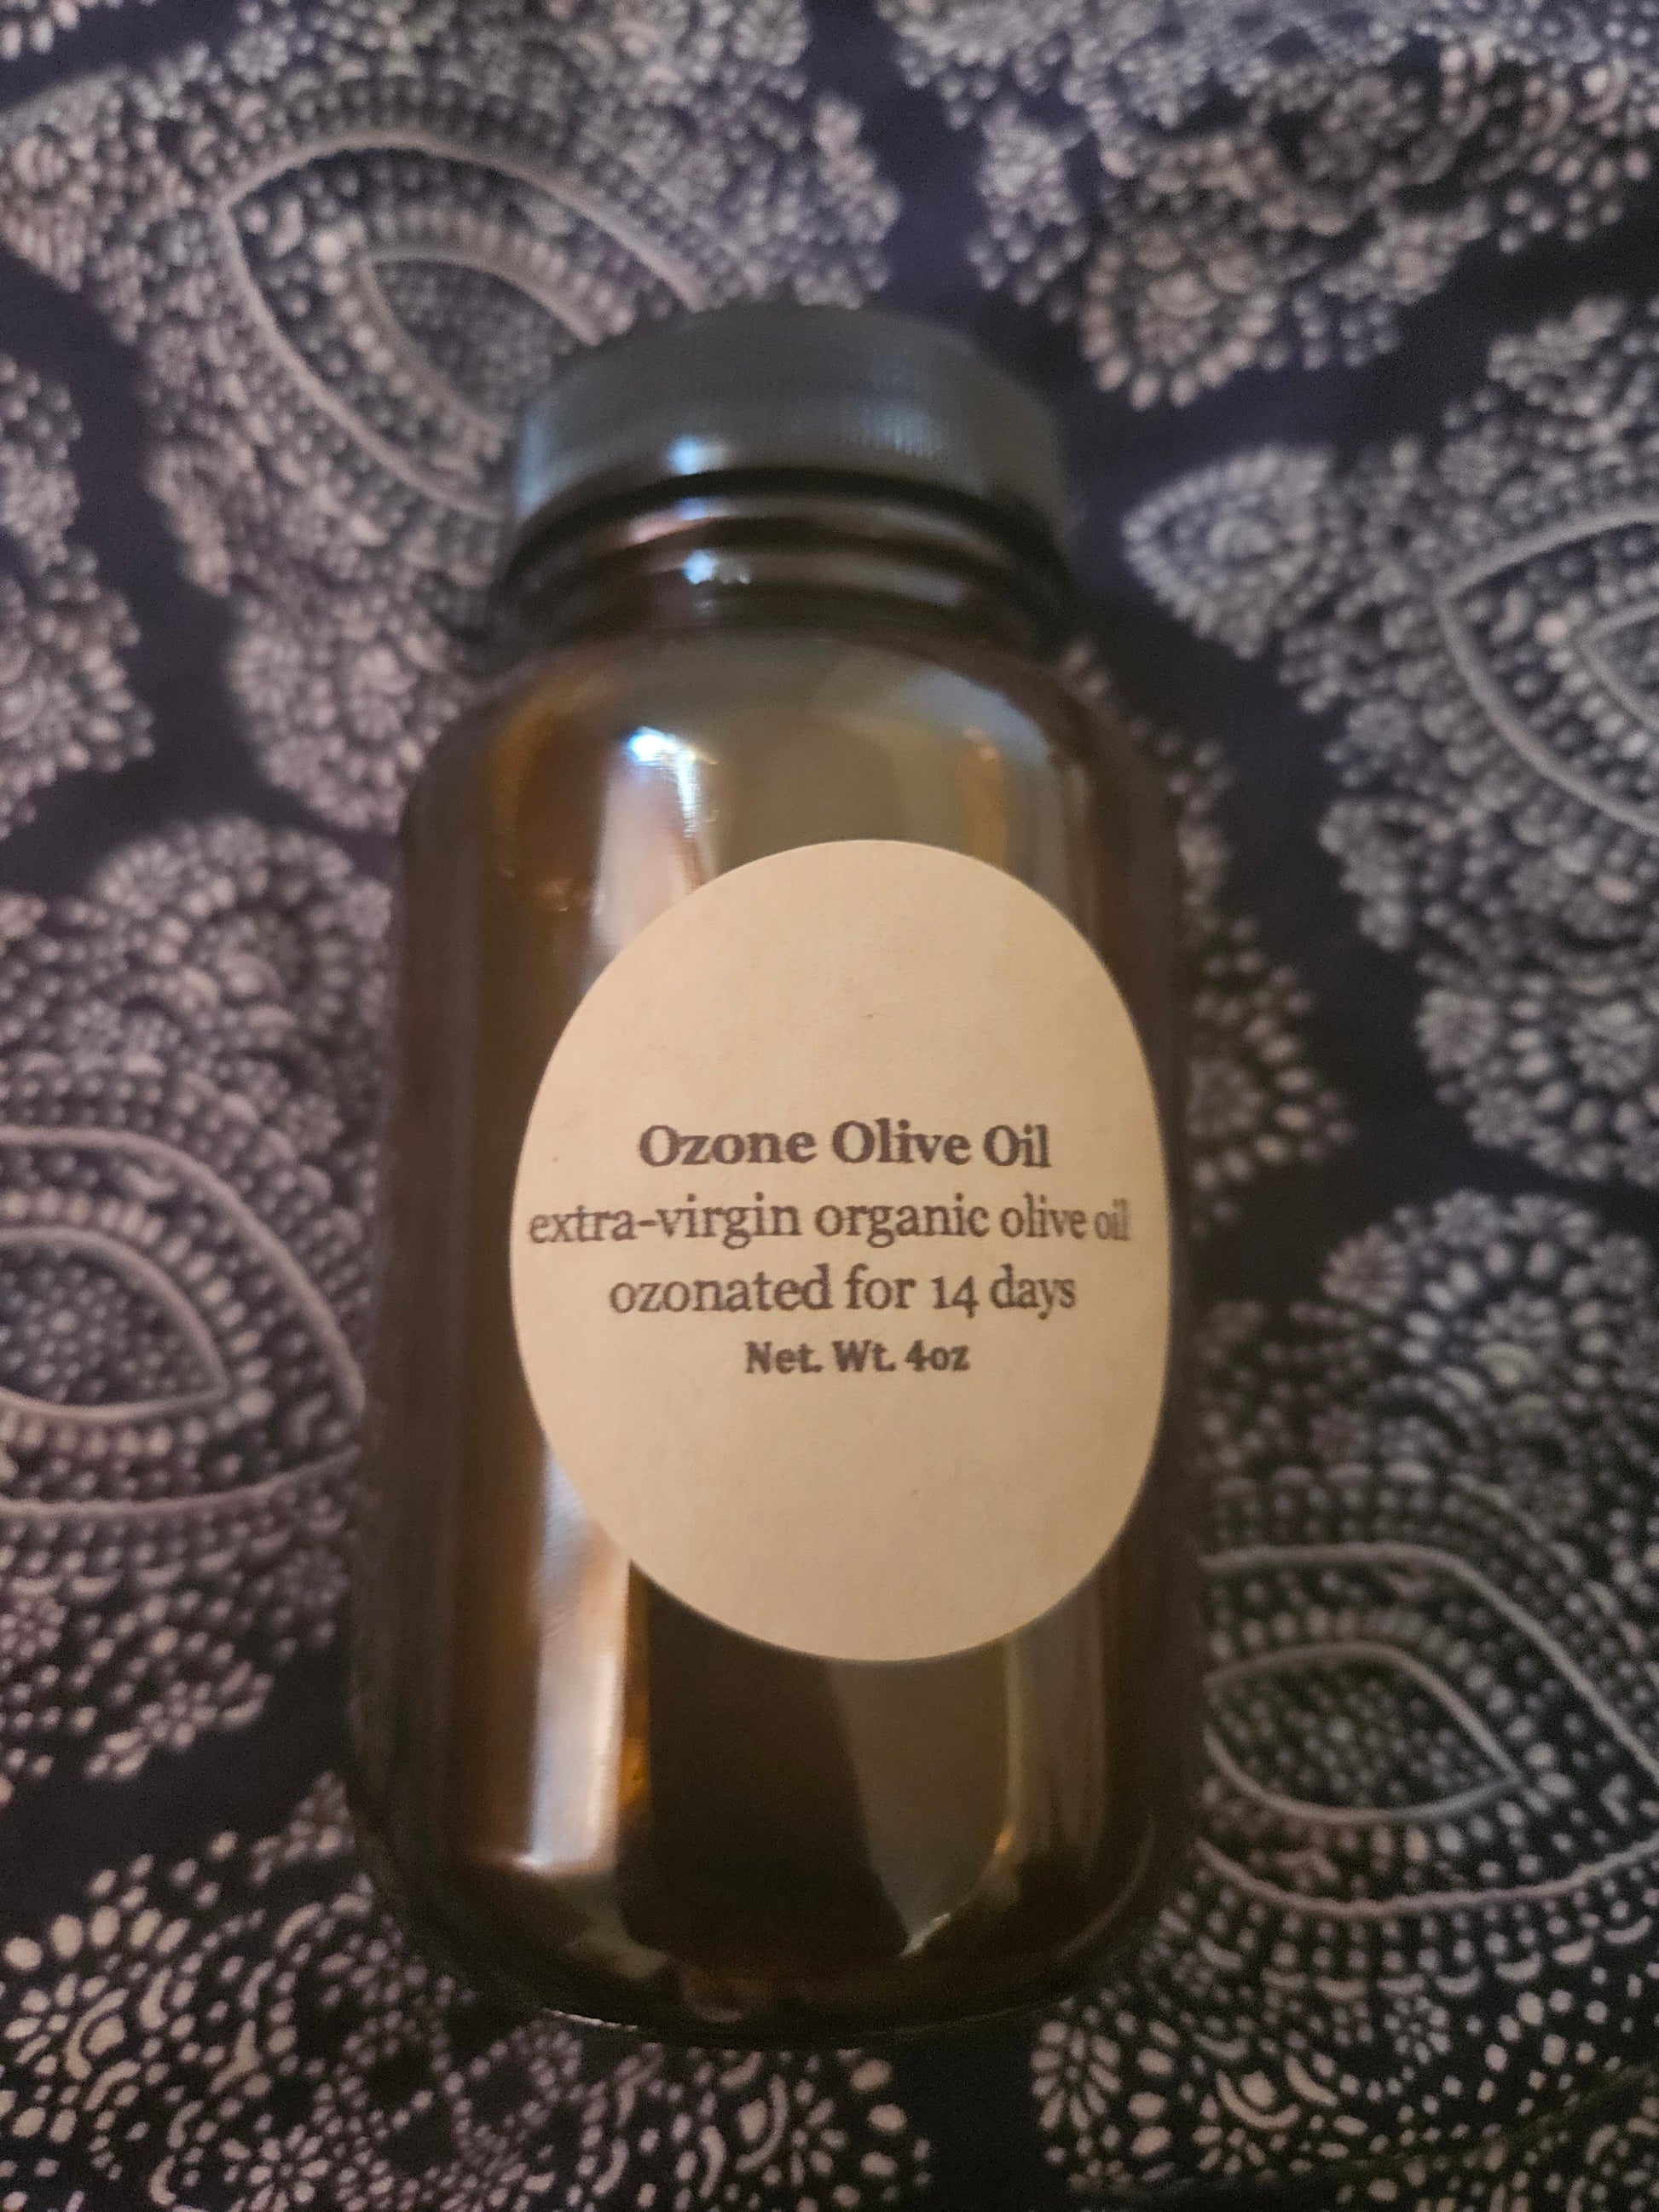 Ozone Olive Oil
extra-virgin organic olive oil
ozonated for 14 days
Net. Wt. 4oz